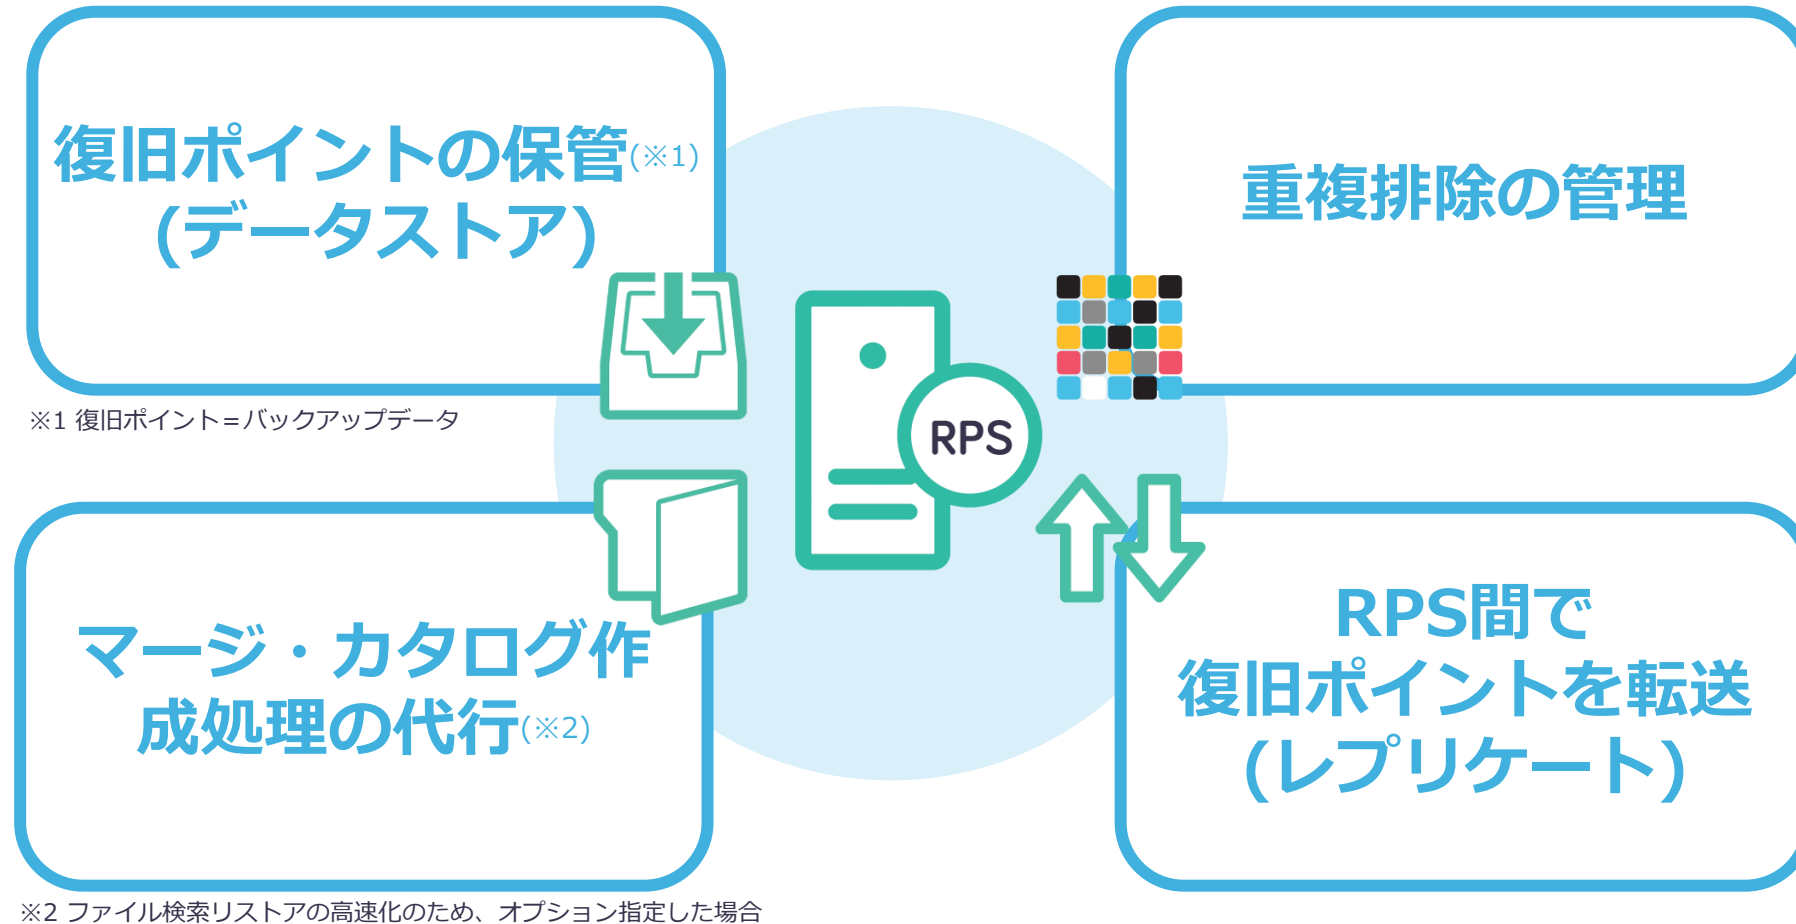 復旧ポイントの保管(※1)
(データストア)
※1 復旧ポイント=バックアップデータ
重複排除の管理
RPS
マージ・カタログ作
成処理の代行(※2)
※2 ファイル検索リストアの高速化のため、オプション指定した場合
RPS間で
復旧ポイントを転送
(レプリケート)